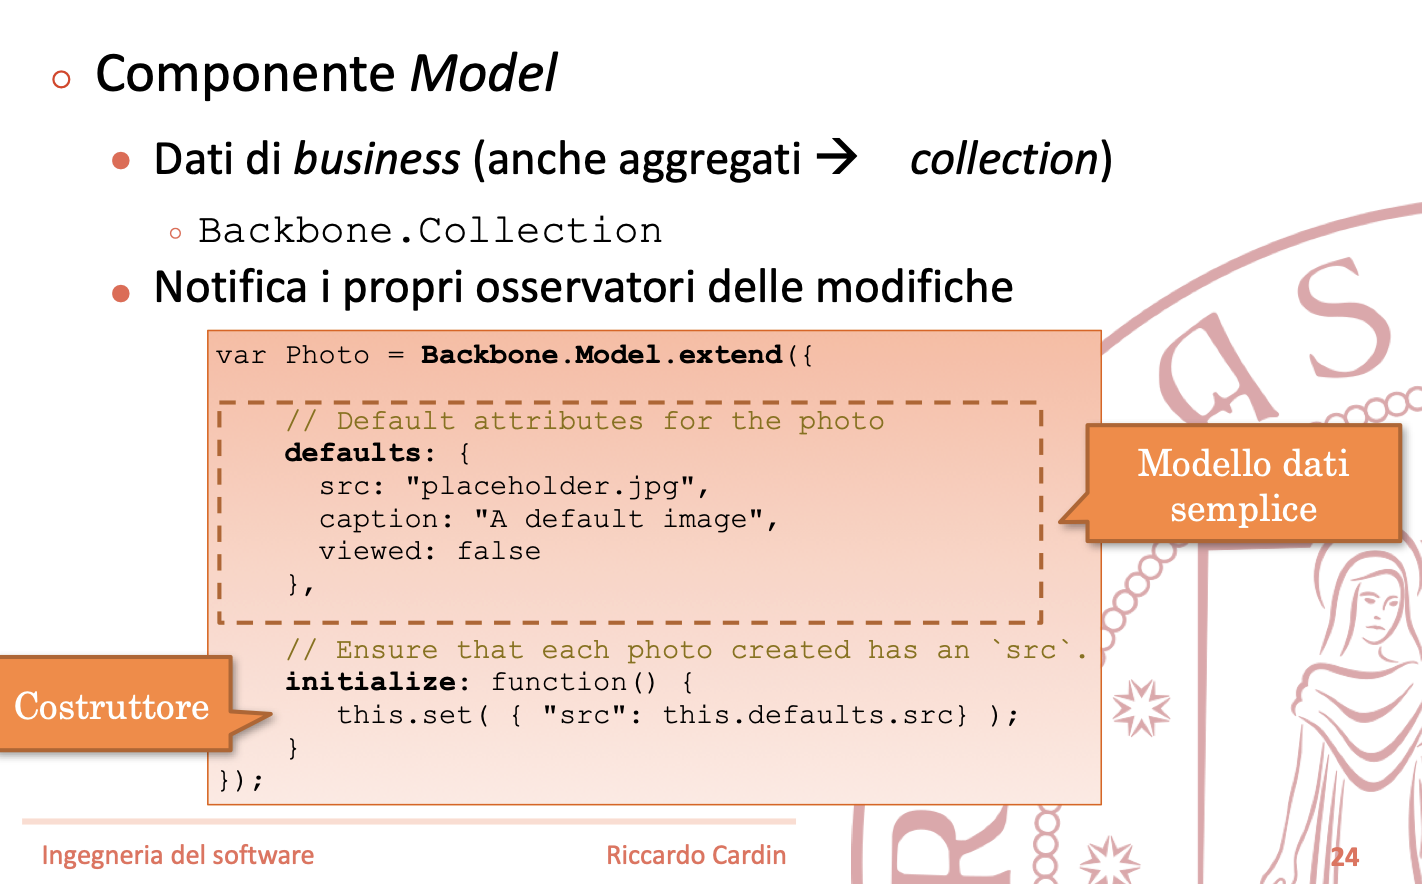 Componente Model
Dati di business (anche aggregati → collection)
Backbone.Collection
Notifica i propri osservatori delle modifiche
var Photo = Backbone.Model.extend({
// Default attributes for the photo
defaults: {
src: "placeholder.jpg",
caption: "A default image",
viewed: false
},
Modello dati
semplice
// Ensure that each photo created has an `src`.
initialize: function() {
this.set( { "src": this.defaults.src} );
}
});
Costruttore
Ingegneria del software
Riccardo Cardin
24